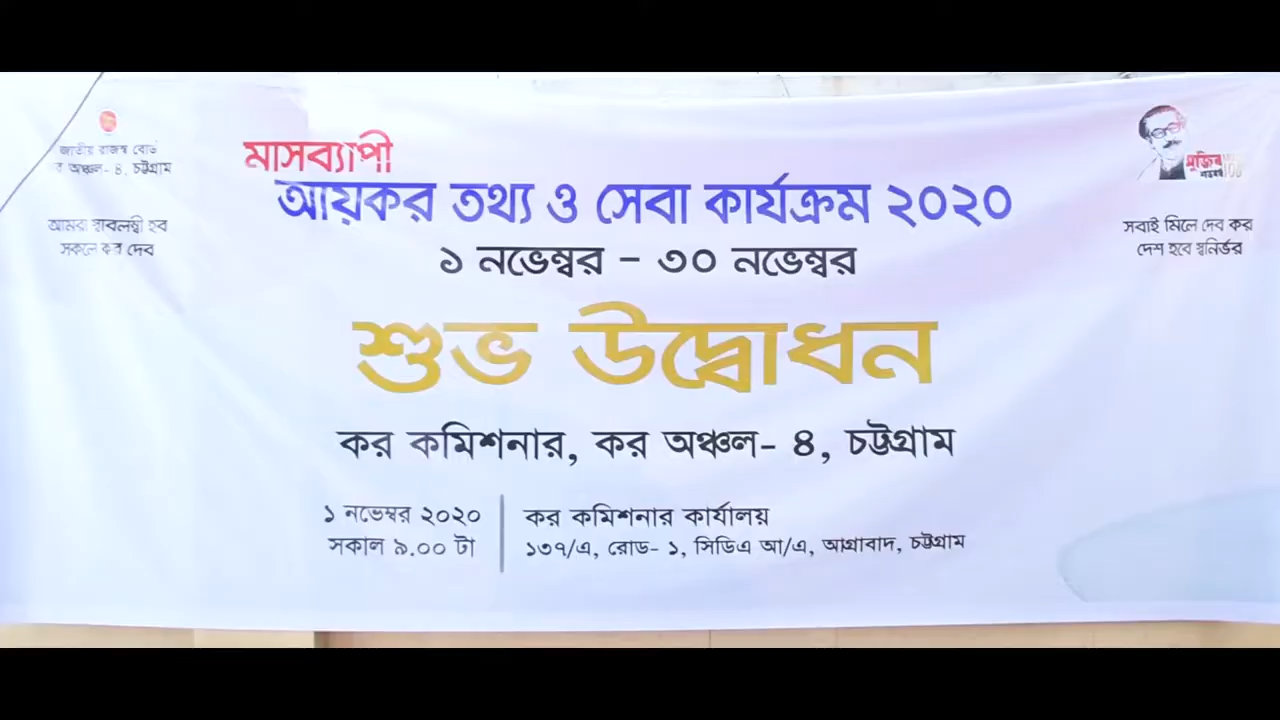 জাতীয় রাজস্ব বোর্ড
কর অঞ্চল- ৪, চট্টগ্রাম
আমরা স্বাবলম্বী হব
সকলে কর দেব
মাসব্যাপী
আয়কর তথ্য ও সেবা কার্যক্রম ২০২০
১ নভেম্বর – ৩০ নভেম্বর
শুভ উদ্বোধন
কর কমিশনার, কর অঞ্চল- ৪, চট্টগ্রাম
১ নভেম্বর ২০২০
সকাল ৯.০০ টা
কর কমিশনার কার্যালয়
১৩৭/এ, রোড- ১, সিডিএ আ/এ, আগ্রাবাদ, চট্টগ্রাম
মুজিব
শতবর্ষ
100
সবাই মিলে দেব কর
দেশ হবে স্বনির্ভর